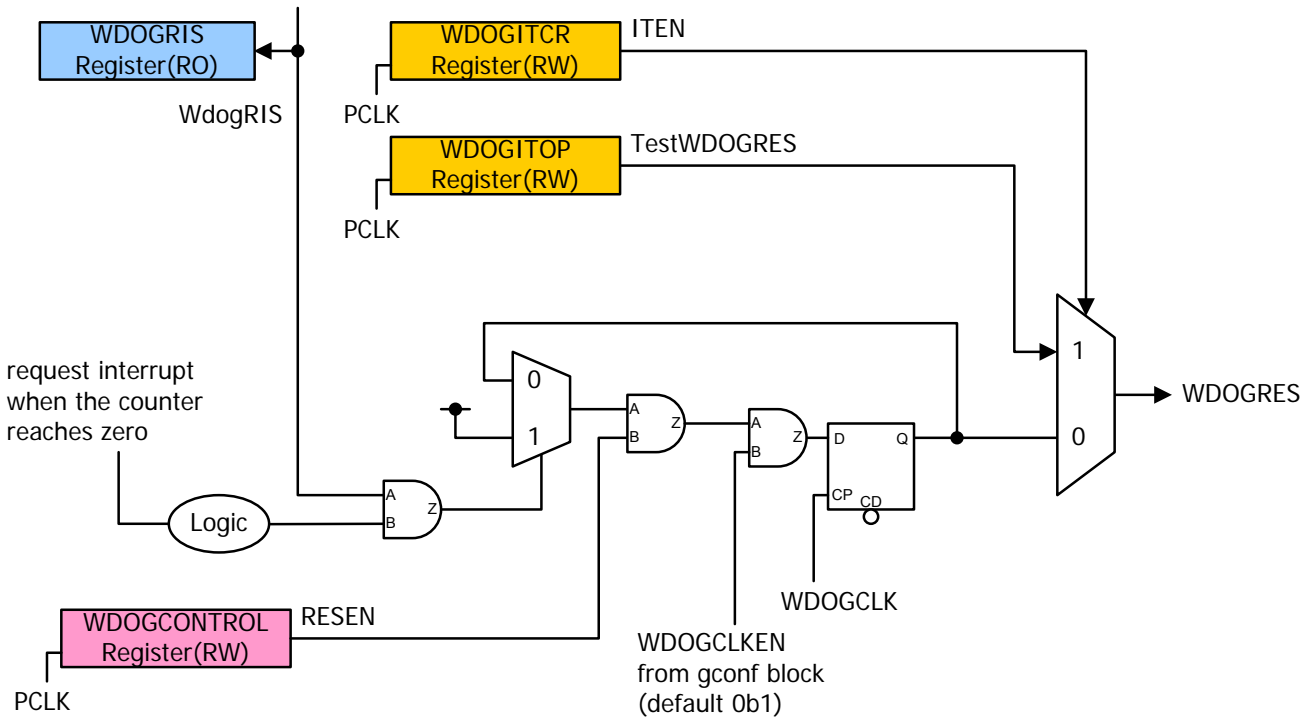 WDOGRIS
Register(RO)
WdogRIS
WDOGITCR
Register(RW)
ITEN
PCLK
WDOGITOP
Register(RW)
TestWDOGRES
PCLK
request interrupt
when the counter
reaches zero
Logic
A
B
Z
0
1
A
B
Z
A
B
Z
D
Q
CP
CD
1
0
WDOGRES
WDOGCLK
WDOGCLKEN
from gconf block
(default 0b1)
WDOGCONTROL
Register(RW)
RESEN
PCLK